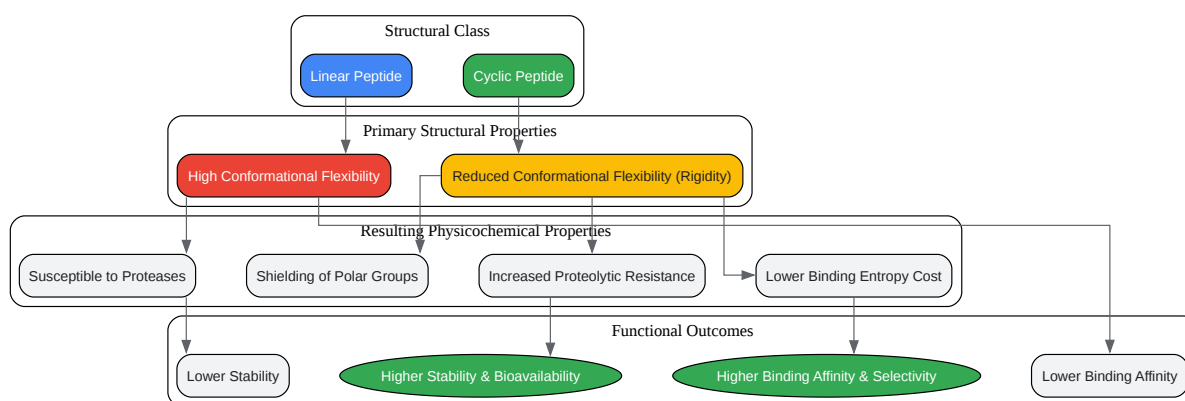 Structural Class
Linear Peptide
Cyclic Peptide
Primary Structural Properties
High Conformational Flexibility
Reduced Conformational Flexibility (Rigidity)
Resulting Physicochemical Properties
Susceptible to Proteases
Shielding of Polar Groups
Increased Proteolytic Resistance
Lower Binding Entropy Cost
Functional Outcomes
Lower Stability
Higher Stability & Bioavailability
Higher Binding Affinity & Selectivity
Lower Binding Affinity